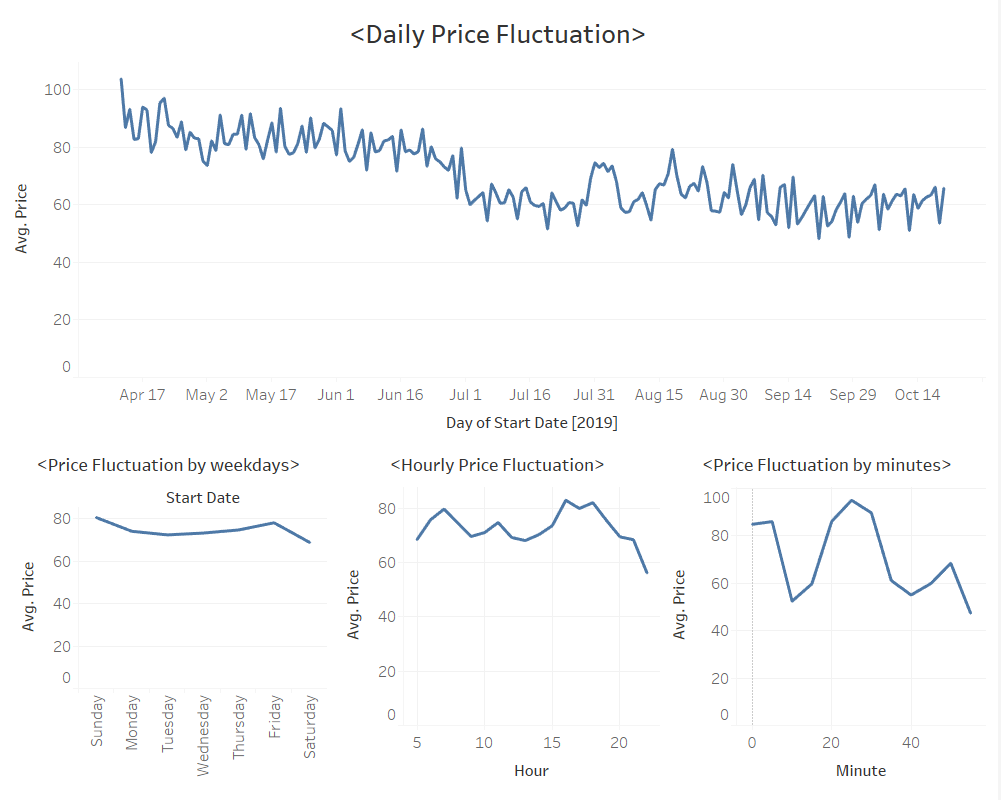 <Daily Price Fluctuation>
100
80
60
40
20
0
Avg. Price
Apr 17 May 2 May 17 Jun 1 Jun 16 Jul 1 Jul 16 Jul 31 Aug 15 Aug 30 Sep 14 Sep 29 Oct 14
Day of Start Date [2019]
<Price Fluctuation by weekdays>
Start Date
80
60
40
20
0
Avg. Price
Sunday Monday Tuesday Wednesday Thursday Friday Saturday
<Hourly Price Fluctuation>
80
60
40
20
0
Avg. Price
5 10 15 20
Hour
<Price Fluctuation by minutes>
100
80
60
40
20
0
Avg. Price
0 20 40
Minute